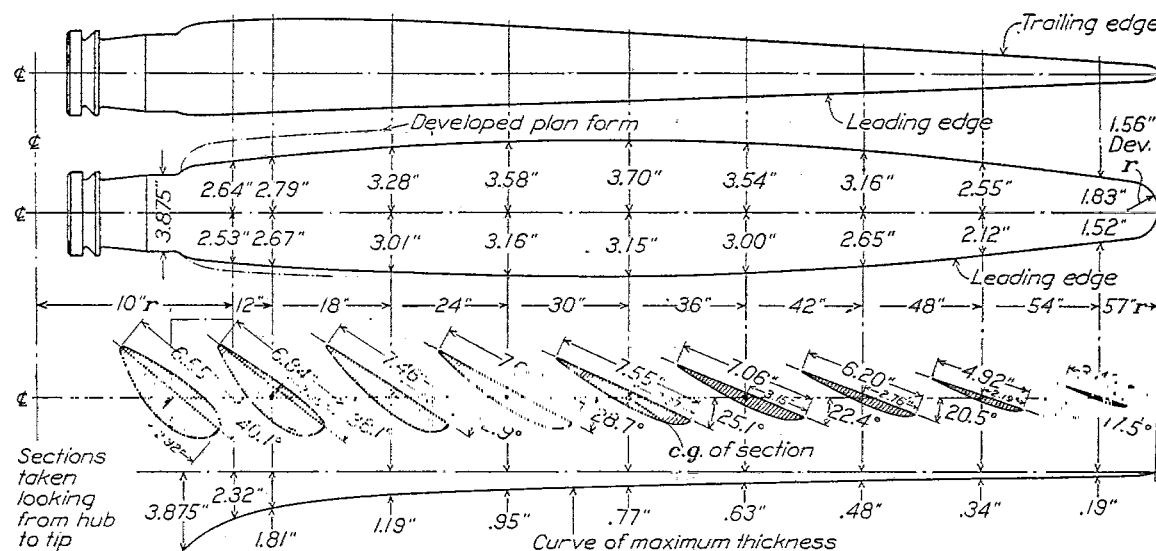 Trailing edge
℄
Developed plan form
Leading edge
1.56"
Dev.
r
℄
3.875
2.64" 2.79" 3.28" 3.58" 3.70" 3.54" 3.16" 2.55" 1.83"
℄
2.53" 2.67" 3.01" 3.16" 3.15" 3.00" 2.65" 2.12" 1.52"
Leading edge
10"r 12" 18" 24" 30" 36" 42" 48" 54" 57"r
6.84" 7.46" 7.55" 7.06" 6.20" 4.92"
℄
40.1° 36.1° 28.7° 25.1° 22.4° 20.5° 17.5°
c.g. of section
Sections
taken
looking
from hub
to tip
3.875" 2.32" 1.81" 1.19" .95" .77" .63" .48" .34" .19"
Curve of maximum thickness